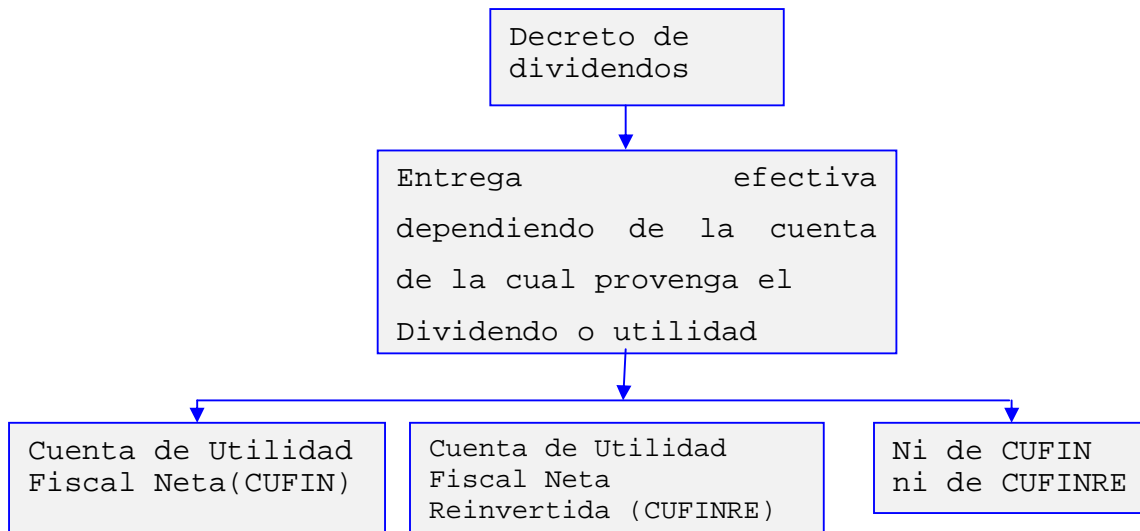 Decreto de
dividendos
Entrega efectiva
dependiendo de la cuenta
de la cual provenga el
Dividendo o utilidad
Cuenta de Utilidad
Fiscal Neta(CUFIN)
Cuenta de Utilidad
Fiscal Neta
Reinvertida (CUFINRE)
Ni de CUFIN
ni de CUFINRE